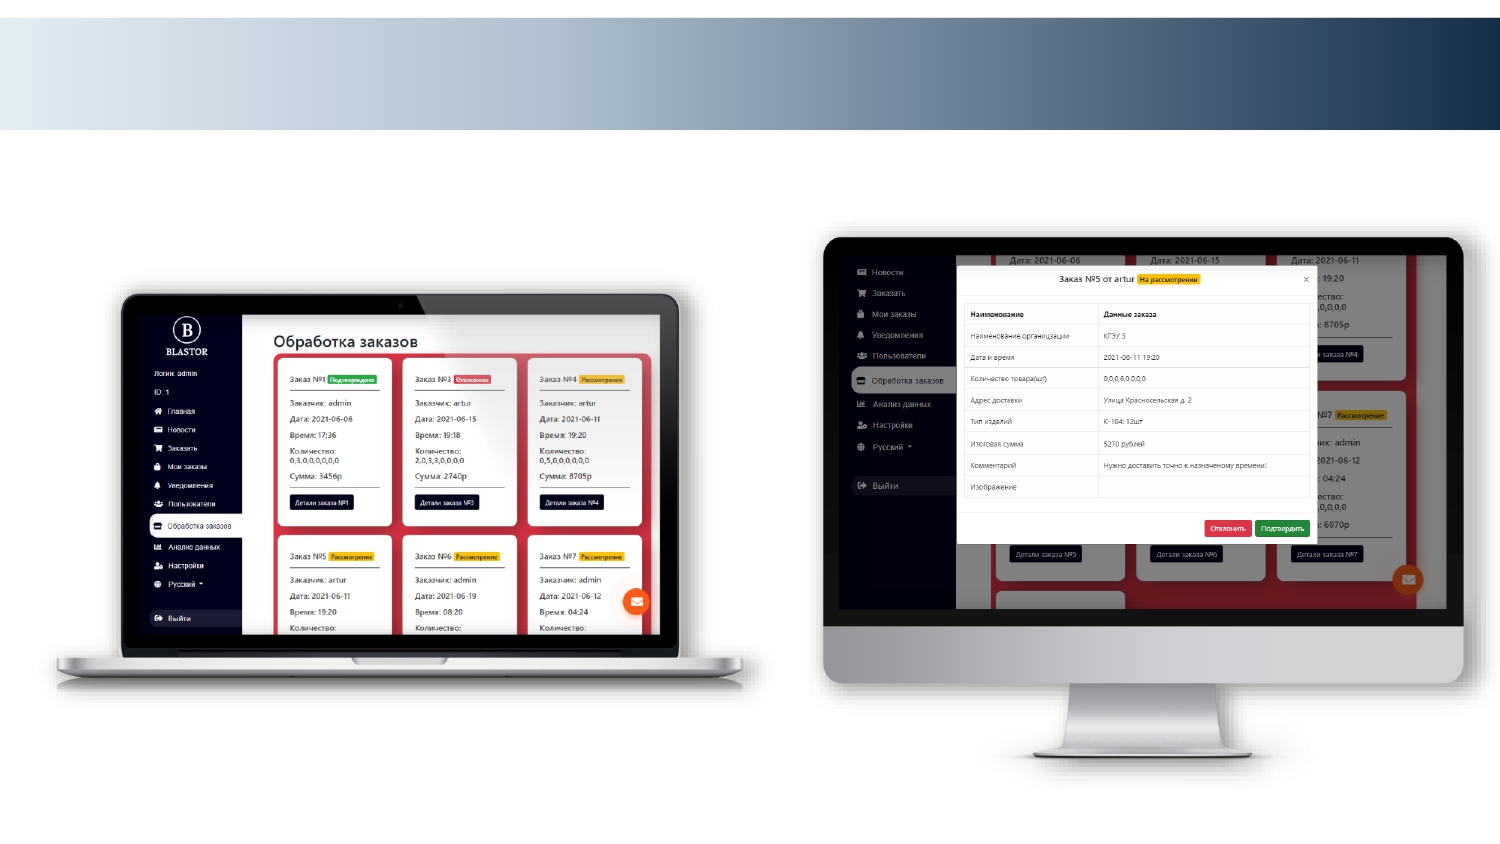 B
BLASTOR
Логин: admin
ID: 1
Главная
Новости
Заказать
Мои заказы
Уведомления
Пользователи
Обработка заказов
Анализ данных
Настройки
Русский
Выйти
Обработка заказов
Заказ №1 Подтверждено
Заказчик: admin
Дата: 2021-06-06
Время: 17:36
Количество:
0,3,0,0,0,0,0
Сумма: 3456р
Детали заказа №1
Заказ №3 Отклонено
Заказчик: artur
Дата: 2021-06-15
Время: 19:18
Количество:
2,0,3,3,0,0,0
Сумма: 2740р
Детали заказа №3
Заказ №4 Рассмотрение
Заказчик: artur
Дата: 2021-06-11
Время: 19:20
Количество:
0,5,0,0,0,0,0
Сумма: 8705р
Детали заказа №4
Заказ №5 Рассмотрение
Заказчик: artur
Дата: 2021-06-11
Время: 19:20
Количество:
Заказ №6 Рассмотрение
Заказчик: admin
Дата: 2021-06-19
Время: 08:20
Количество:
Заказ №7 Рассмотрение
Заказчик: admin
Дата: 2021-06-12
Время: 04:24
Количество:
Новости
Заказать
Мои заказы
Уведомления
Пользователи
Обработка заказов
Анализ данных
Настройки
Русский
Выйти
Дата: 2021-06-06
Дата: 2021-06-15
Дата: 2021-06-11
Заказ №5 от artur На рассмотрении ×
Наименование Данные заказа
Наименование организзации КГЭУ 3
Дата и время 2021-06-11 19:20
Количество товара(шт) 0,0,0,6,0,0,0,0
Адрес доставки Улица Красносельская д. 2
Тип изделий К-104: 12шт
Итоговая сумма 5270 рублей
Комментарий Нужно доставить точно к назначеному времени!
Изображение
Отклонить Подтвердить
: 19:20
ество:
,0,0,0,0
а: 8705р
заказа №4
№7 Рассмотрение
ик: admin
2021-06-12
: 04:24
ество:
,0,0,0,0
а: 6070р
Детали заказа №5
Детали заказа №6
Детали заказа №7